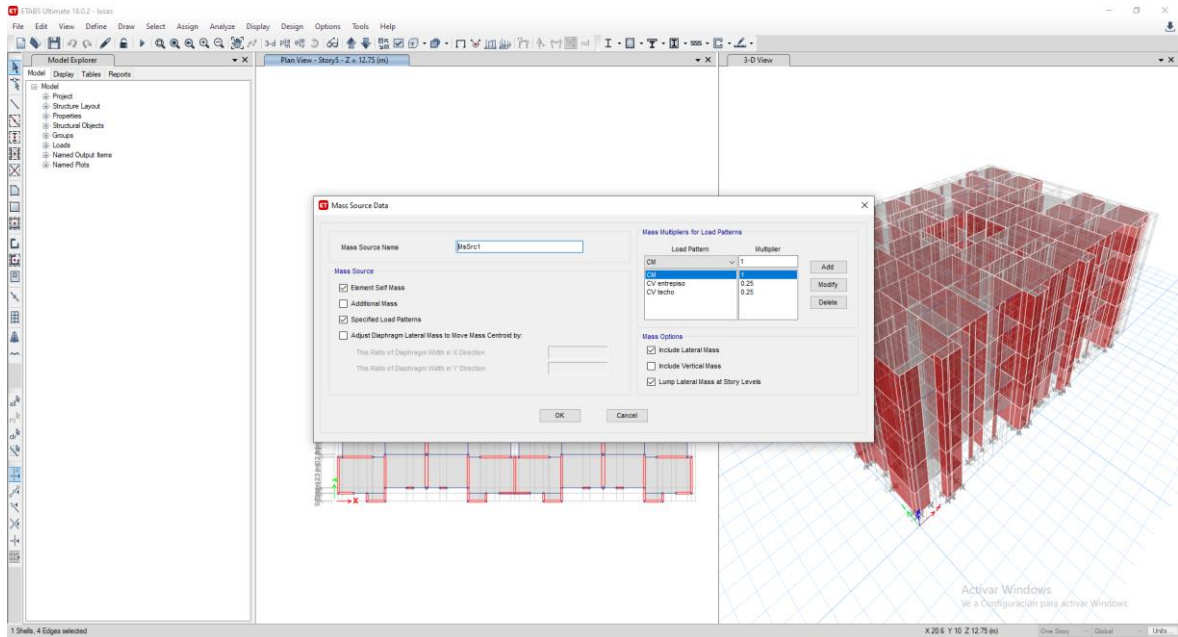 ETABS Ultimate 18.0.2 - losas
File Edit View Define Draw Select Assign Analyze Display Design Options Tools Help
3-d
nd
Model Explorer
Plan View - Story5 - Z = 12.75 (m)
3-D View
Model Display Tables Reports
Model
Project
Structure Layout
Properties
Structural Objects
Groups
Loads
Named Output Items
Named Plots
Mass Source Data
Mass Source Name
MsSrc1
Mass Source
Element Self Mass
Additional Mass
Specified Load Patterns
Adjust Diaphragm Lateral Mass to Move Mass Centroid by:
This Ratio of Diaphragm Width in X Direction
This Ratio of Diaphragm Width in Y Direction
Mass Multipliers for Load Patterns
Load Pattern Multiplier
CM 1
CM 1
CV entrepiso 0.25
CV techo 0.25
Add
Modify
Delete
Mass Options
Include Lateral Mass
Include Vertical Mass
Lump Lateral Mass at Story Levels
OK Cancel
X
Activar Windows
Ve a Configuración para activar Windows.
1 Shells, 4 Edges selected
X 20.6 Y 10 Z 12.75 (m)
One Story
Global
Units...